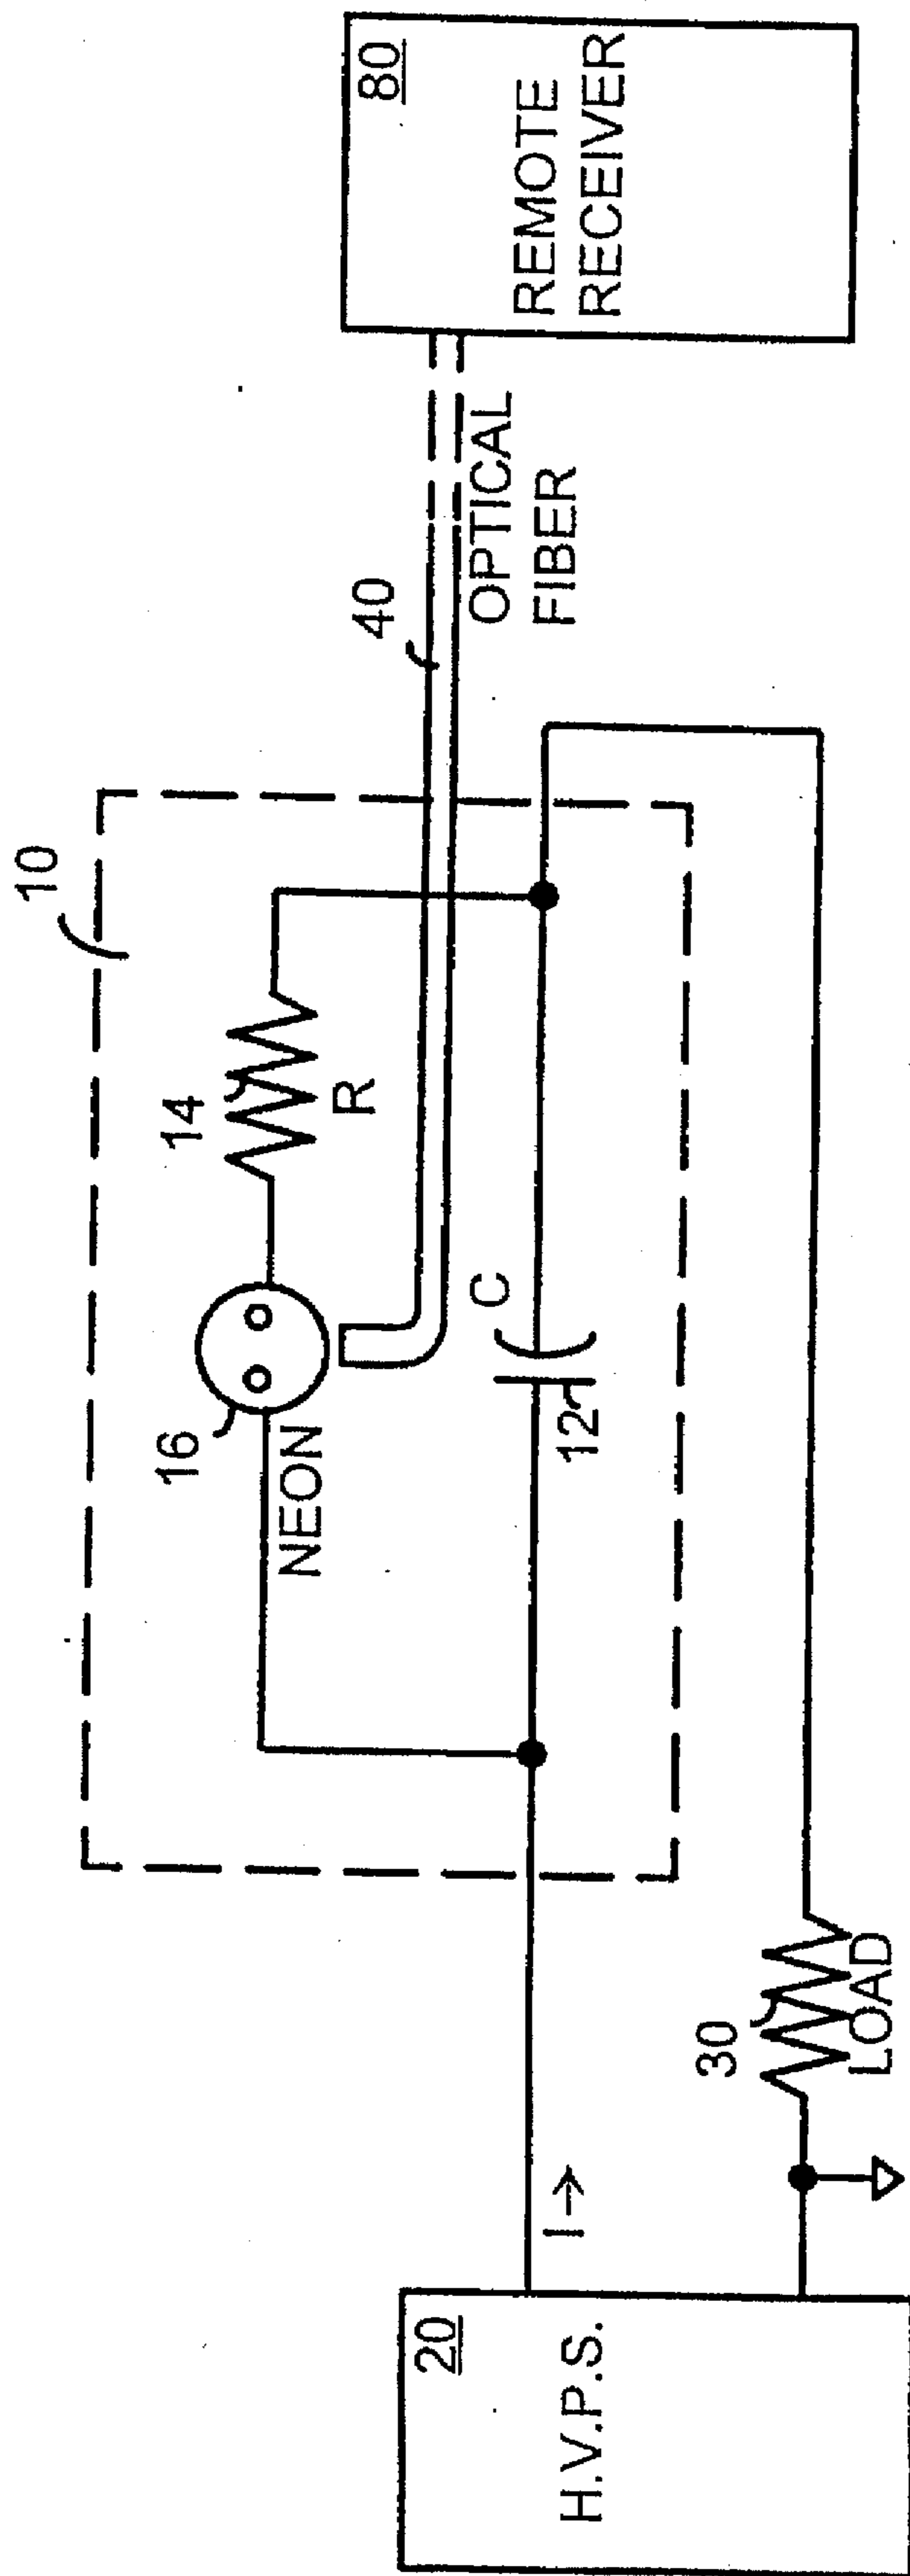 10
14
R
16
NEON
C
12
40
OPTICAL
FIBER
80
REMOTE
RECEIVER
20
H.V.P.S.
I→
30
LOAD